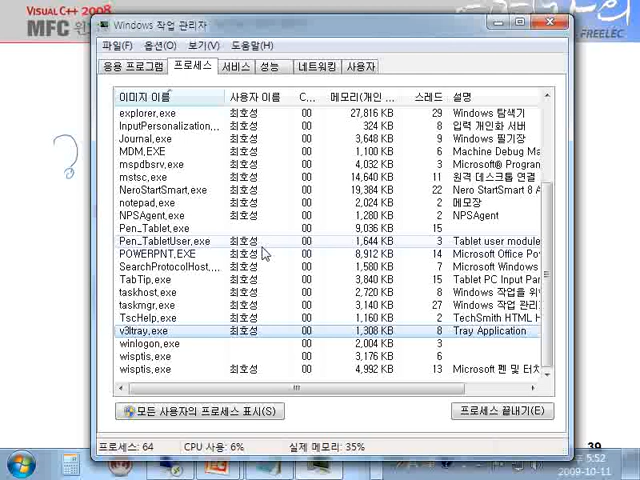 VISUAL C++ 2008
MFC 윈
FREELEC
Windows 작업 관리자
파일(F) 옵션(O) 보기(V) 도움말(H)
응용 프로그램 프로세스 서비스 성능 네트워킹 사용자
이미지 이름 사용자 이름 C... 메모리(개인 ... 스레드 설명
explorer.exe 최호성 00 27,816 KB 29 Windows 탐색기
InputPersonalization,... 최호성 00 324 KB 8 입력 개인화 서버
Journal.exe 최호성 00 3,648 KB 9 Windows 필기장
MDM.EXE 최호성 00 1,100 KB 6 Machine Debug M
mspdbsrv.exe 최호성 00 4,032 KB 3 Microsoft® Progran
mstsc.exe 최호성 00 14,640 KB 11 원격 데스크톱 연결
NeroStartSmart.exe 최호성 00 19,384 KB 22 Nero StartSmart A
notepad.exe 최호성 00 2,024 KB 2 메모장
NPSAgent.exe 최호성 00 1,280 KB 2 NPSAgent
Pen_Tablet.exe 00 9,036 KB 15
Pen_TabletUser.exe 최호성 00 1,644 KB 3 Tablet user module
POWERPNT.EXE 최호성 00 8,912 KB 14 Microsoft Office Po
SearchProtocolHost,... 최호성 00 1,580 KB 7 Microsoft Windows
TabTip.exe 최호성 00 3,840 KB 15 Tablet PC Input Par
taskhost.exe 최호성 00 2,720 KB 8 Windows 작업을 위
taskmgr.exe 최호성 00 3,140 KB 27 Windows 작업 관리
TscHelp.exe 최호성 00 1,160 KB 2 TechSmith HTML H
v3ltray.exe 최호성 00 1,308 KB 8 Tray Application
winlogon.exe 00 2,004 KB 3
wisptis.exe 00 3,176 KB 6
wisptis.exe 최호성 00 4,992 KB 13 Microsoft 펜 및 터치
모든 사용자의 프로세스 표시(S) 프로세스 끝내기(E)
프로세스: 64 CPU 사용: 6% 실제 메모리: 35%
39
오후 5:52
2009-10-11